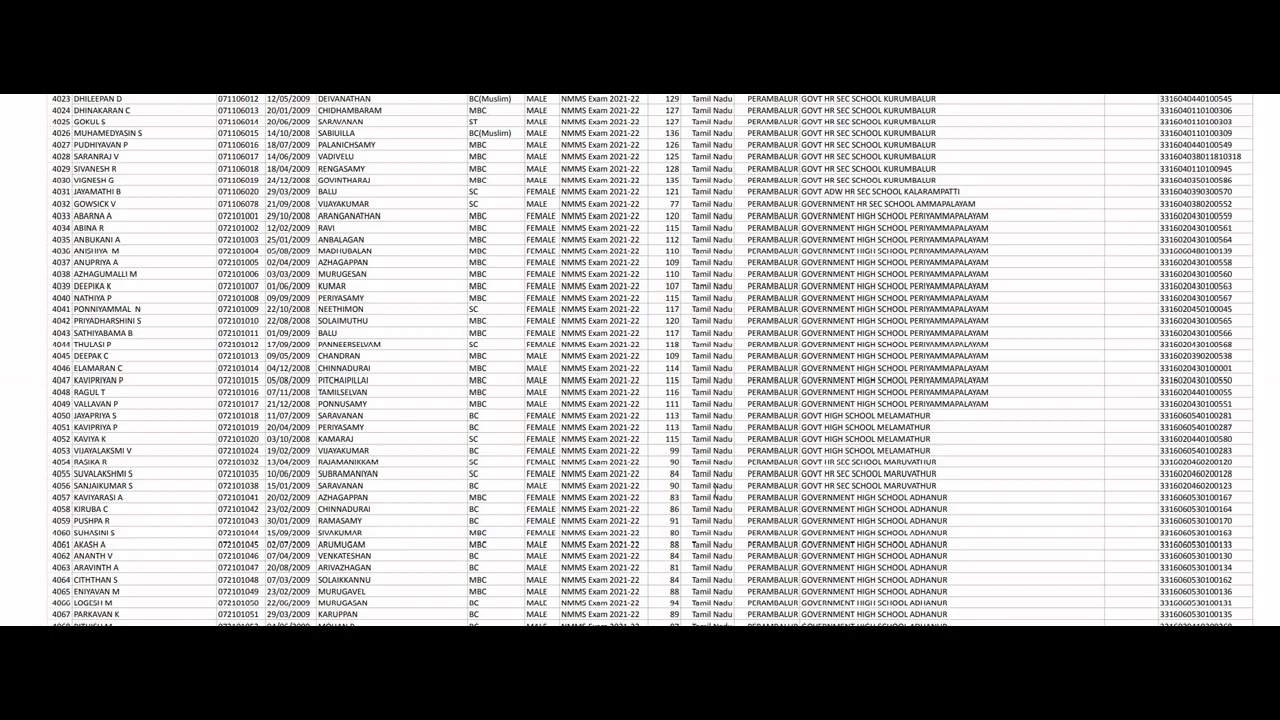 4023 DHILEEPAN D 071106012 12/05/2009 DEIVANATHAN BC(Muslim) MALE NMMS Exam 2021-22 129 Tamil Nadu PERAMBALUR GOVT HR SEC SCHOOL KURUMBALUR 3316040440100545
4024 DHINAKARAN C 071106013 20/01/2009 CHIDHAMBARAM MBC MALE NMMS Exam 2021-22 127 Tamil Nadu PERAMBALUR GOVT HR SEC SCHOOL KURUMBALUR 3316040110100306
4025 GOKUL S 071106014 20/06/2009 SARAVANAN ST MALE NMMS Exam 2021-22 127 Tamil Nadu PERAMBALUR GOVT HR SEC SCHOOL KURUMBALUR 3316040110100303
4026 MUHAMEDYASIN S 071106015 14/10/2008 SABIUILLA BC(Muslim) MALE NMMS Exam 2021-22 136 Tamil Nadu PERAMBALUR GOVT HR SEC SCHOOL KURUMBALUR 3316040110100309
4027 PUDHIYAVAN P 071106016 18/07/2009 PALANICHSAMY MBC MALE NMMS Exam 2021-22 126 Tamil Nadu PERAMBALUR GOVT HR SEC SCHOOL KURUMBALUR 3316040440100549
4028 SARANRAJ V 071106017 14/06/2009 VADIVELU MBC MALE NMMS Exam 2021-22 125 Tamil Nadu PERAMBALUR GOVT HR SEC SCHOOL KURUMBALUR 331604038011810318
4029 SIVANESH R 071106018 18/04/2009 RENGASAMY MBC MALE NMMS Exam 2021-22 128 Tamil Nadu PERAMBALUR GOVT HR SEC SCHOOL KURUMBALUR 3316040110100945
4030 VIGNESH G 071106019 24/12/2008 GOVINTHARAJ MBC MALE NMMS Exam 2021-22 135 Tamil Nadu PERAMBALUR GOVT HR SEC SCHOOL KURUMBALUR 3316040350100586
4031 JAYAMATHI B 071106020 29/03/2009 BALU SC FEMALE NMMS Exam 2021-22 121 Tamil Nadu PERAMBALUR GOVT ADW HR SEC SCHOOL KALARAMPATTI 3316040390300570
4032 GOWSICK V 071106078 21/09/2008 VIJAYAKUMAR SC MALE NMMS Exam 2021-22 77 Tamil Nadu PERAMBALUR GOVERNMENT HR SEC SCHOOL AMMAPALAYAM 3316040380200552
4033 ABARNA A 072101001 29/10/2008 ARANGANATHAN MBC FEMALE NMMS Exam 2021-22 120 Tamil Nadu PERAMBALUR GOVERNMENT HIGH SCHOOL PERIYAMMAPALAYAM 3316020430100559
4034 ABINA R 072101002 12/02/2009 RAVI MBC FEMALE NMMS Exam 2021-22 115 Tamil Nadu PERAMBALUR GOVERNMENT HIGH SCHOOL PERIYAMMAPALAYAM 3316020430100561
4035 ANBUKANI A 072101003 25/01/2009 ANBALAGAN MBC FEMALE NMMS Exam 2021-22 112 Tamil Nadu PERAMBALUR GOVERNMENT HIGH SCHOOL PERIYAMMAPALAYAM 3316020430100564
4036 ANISHIYA M 072101004 05/08/2009 MADHUBALAN MBC FEMALE NMMS Exam 2021-22 110 Tamil Nadu PERAMBALUR GOVERNMENT HIGH SCHOOL PERIYAMMAPALAYAM 3316060480100139
4037 ANUPRIYA A 072101005 02/04/2009 AZHAGAPPAN MBC FEMALE NMMS Exam 2021-22 109 Tamil Nadu PERAMBALUR GOVERNMENT HIGH SCHOOL PERIYAMMAPALAYAM 3316020430100558
4038 AZHAGUMALLI M 072101006 03/03/2009 MURUGESAN MBC FEMALE NMMS Exam 2021-22 110 Tamil Nadu PERAMBALUR GOVERNMENT HIGH SCHOOL PERIYAMMAPALAYAM 3316020430100560
4039 DEEPIKA K 072101007 01/06/2009 KUMAR MBC FEMALE NMMS Exam 2021-22 107 Tamil Nadu PERAMBALUR GOVERNMENT HIGH SCHOOL PERIYAMMAPALAYAM 3316020430100563
4040 NATHIYA P 072101008 09/09/2009 PERIYASAMY MBC FEMALE NMMS Exam 2021-22 115 Tamil Nadu PERAMBALUR GOVERNMENT HIGH SCHOOL PERIYAMMAPALAYAM 3316020430100567
4041 PONNIYAMMAL N 072101009 22/10/2008 NEETHIMON SC FEMALE NMMS Exam 2021-22 117 Tamil Nadu PERAMBALUR GOVERNMENT HIGH SCHOOL PERIYAMMAPALAYAM 3316020450100045
4042 PRIYADHARSHINI S 072101010 22/08/2008 SOLAIMUTHU MBC FEMALE NMMS Exam 2021-22 120 Tamil Nadu PERAMBALUR GOVERNMENT HIGH SCHOOL PERIYAMMAPALAYAM 3316020430100565
4043 SATHIYABAMA B 072101011 01/09/2009 BALU MBC FEMALE NMMS Exam 2021-22 117 Tamil Nadu PERAMBALUR GOVERNMENT HIGH SCHOOL PERIYAMMAPALAYAM 3316020430100566
4044 THULASI P 072101012 17/09/2009 PANNEERSELVAM SC FEMALE NMMS Exam 2021-22 118 Tamil Nadu PERAMBALUR GOVERNMENT HIGH SCHOOL PERIYAMMAPALAYAM 3316020430100568
4045 DEEPAK C 072101013 09/05/2009 CHANDRAN MBC MALE NMMS Exam 2021-22 109 Tamil Nadu PERAMBALUR GOVERNMENT HIGH SCHOOL PERIYAMMAPALAYAM 3316020390200538
4046 ELAMARAN C 072101014 04/12/2008 CHINNADURAI MBC MALE NMMS Exam 2021-22 114 Tamil Nadu PERAMBALUR GOVERNMENT HIGH SCHOOL PERIYAMMAPALAYAM 3316020430100001
4047 KAVIPRIYAN P 072101015 05/08/2009 PITCHAIPILLAI MBC MALE NMMS Exam 2021-22 115 Tamil Nadu PERAMBALUR GOVERNMENT HIGH SCHOOL PERIYAMMAPALAYAM 3316020430100550
4048 RAGUL T 072101016 07/11/2008 TAMILSELVAN MBC MALE NMMS Exam 2021-22 116 Tamil Nadu PERAMBALUR GOVERNMENT HIGH SCHOOL PERIYAMMAPALAYAM 3316020440100055
4049 VALLAVAN P 072101017 21/12/2008 PONNUSAMY MBC MALE NMMS Exam 2021-22 111 Tamil Nadu PERAMBALUR GOVERNMENT HIGH SCHOOL PERIYAMMAPALAYAM 3316020430100551
4050 JAYAPRIYA S 072101018 11/07/2009 SARAVANAN BC FEMALE NMMS Exam 2021-22 113 Tamil Nadu PERAMBALUR GOVT HIGH SCHOOL MELAMATHUR 3316060540100281
4051 KAVIPRIYA P 072101019 20/04/2009 PERIYASAMY BC FEMALE NMMS Exam 2021-22 113 Tamil Nadu PERAMBALUR GOVT HIGH SCHOOL MELAMATHUR 3316060540100287
4052 KAVIYA K 072101020 03/10/2008 KAMARAJ SC FEMALE NMMS Exam 2021-22 115 Tamil Nadu PERAMBALUR GOVT HIGH SCHOOL MELAMATHUR 3316020440100580
4053 VIJAYALAKSMI V 072101024 19/02/2009 VIJAYAKUMAR BC FEMALE NMMS Exam 2021-22 99 Tamil Nadu PERAMBALUR GOVT HIGH SCHOOL MELAMATHUR 3316060540100283
4054 RASIKA R 072101032 13/04/2009 RAJAMANIKKAM SC FEMALE NMMS Exam 2021-22 90 Tamil Nadu PERAMBALUR GOVT HR SEC SCHOOL MARUVATHUR 3316020460200120
4055 SUVALAKSHMI S 072101035 10/06/2009 SUBRAMANIYAN SC FEMALE NMMS Exam 2021-22 84 Tamil Nadu PERAMBALUR GOVT HR SEC SCHOOL MARUVATHUR 3316020460200128
4056 SANJAIKUMAR S 072101038 15/01/2009 SARAVANAN BC MALE NMMS Exam 2021-22 90 Tamil Nadu PERAMBALUR GOVT HR SEC SCHOOL MARUVATHUR 3316020460200123
4057 KAVIYARASI A 072101041 20/02/2009 AZHAGAPPAN MBC FEMALE NMMS Exam 2021-22 83 Tamil Nadu PERAMBALUR GOVERNMENT HIGH SCHOOL ADHANUR 3316060530100167
4058 KIRUBA C 072101042 23/02/2009 CHINNADURAI BC FEMALE NMMS Exam 2021-22 86 Tamil Nadu PERAMBALUR GOVERNMENT HIGH SCHOOL ADHANUR 3316060530100164
4059 PUSHPA R 072101043 30/01/2009 RAMASAMY BC FEMALE NMMS Exam 2021-22 91 Tamil Nadu PERAMBALUR GOVERNMENT HIGH SCHOOL ADHANUR 3316060530100170
4060 SUHASINI S 072101044 15/09/2009 SIVAKUMAR MBC FEMALE NMMS Exam 2021-22 80 Tamil Nadu PERAMBALUR GOVERNMENT HIGH SCHOOL ADHANUR 3316060530100163
4061 AKASH A 072101045 02/07/2009 ARUMUGAM MBC MALE NMMS Exam 2021-22 88 Tamil Nadu PERAMBALUR GOVERNMENT HIGH SCHOOL ADHANUR 3316060530100133
4062 ANANTH V 072101046 07/04/2009 VENKATESHAN BC MALE NMMS Exam 2021-22 84 Tamil Nadu PERAMBALUR GOVERNMENT HIGH SCHOOL ADHANUR 3316060530100130
4063 ARAVINTH A 072101047 20/08/2009 ARIVAZHAGAN BC MALE NMMS Exam 2021-22 81 Tamil Nadu PERAMBALUR GOVERNMENT HIGH SCHOOL ADHANUR 3316060530100134
4064 CITHTHAN S 072101048 07/03/2009 SOLAIKKANNU MBC MALE NMMS Exam 2021-22 84 Tamil Nadu PERAMBALUR GOVERNMENT HIGH SCHOOL ADHANUR 3316060530100162
4065 ENIYAVAN M 072101049 23/02/2009 MURUGAVEL MBC MALE NMMS Exam 2021-22 88 Tamil Nadu PERAMBALUR GOVERNMENT HIGH SCHOOL ADHANUR 3316060530100136
4066 LOGESH M 072101050 22/06/2009 MURUGASAN BC MALE NMMS Exam 2021-22 94 Tamil Nadu PERAMBALUR GOVERNMENT HIGH SCHOOL ADHANUR 3316060530100131
4067 PARKAVAN K 072101051 29/03/2009 KARUPPAN BC MALE NMMS Exam 2021-22 89 Tamil Nadu PERAMBALUR GOVERNMENT HIGH SCHOOL ADHANUR 3316060530100135